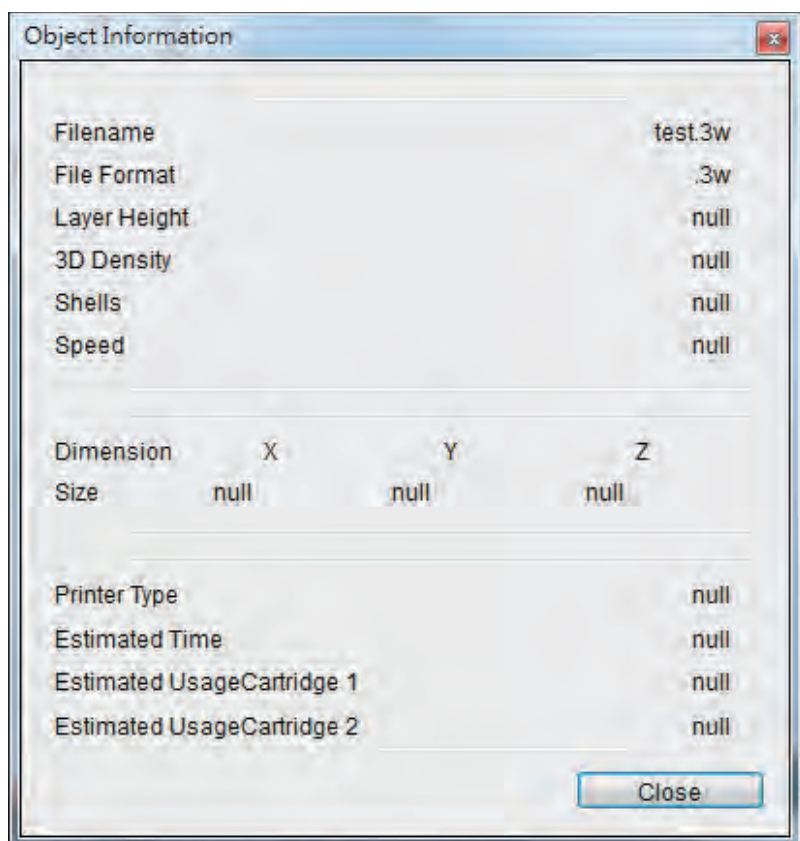 Object Information
x
Filename test.3w
File Format .3w
Layer Height null
3D Density null
Shells null
Speed null
Dimension X Y Z
Size null null null
Printer Type null
Estimated Time null
Estimated UsageCartridge 1 null
Estimated UsageCartridge 2 null
Close